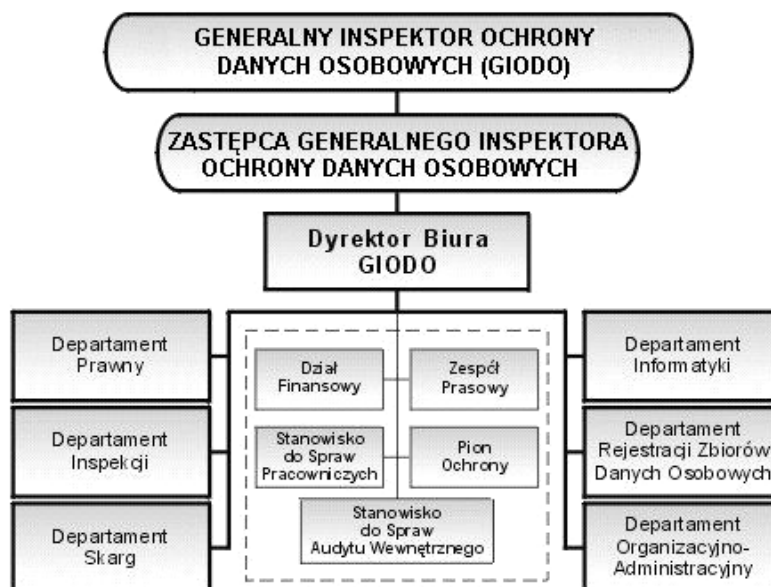 GENERALNY INSPEKTOR OCHRONY
DANYCH OSOBOWYCH (GIODO)
ZASTĘPCA GENERALNEGO INSPEKTORA
OCHRONY DANYCH OSOBOWYCH
Dyrektor Biura
GIODO
Departament
Prawny
Departament
Inspekcji
Departament
Skarg
Dział
Finansowy
Zespół
Prasowy
Stanowisko
do Spraw
Pracowniczych
Pion
Ochrony
Stanowisko
do Spraw
Audytu Wewnętrznego
Departament
Informatyki
Departament
Rejestracji Zbiorów
Danych Osobowych
Departament
Organizacyjno-
Administracyjny